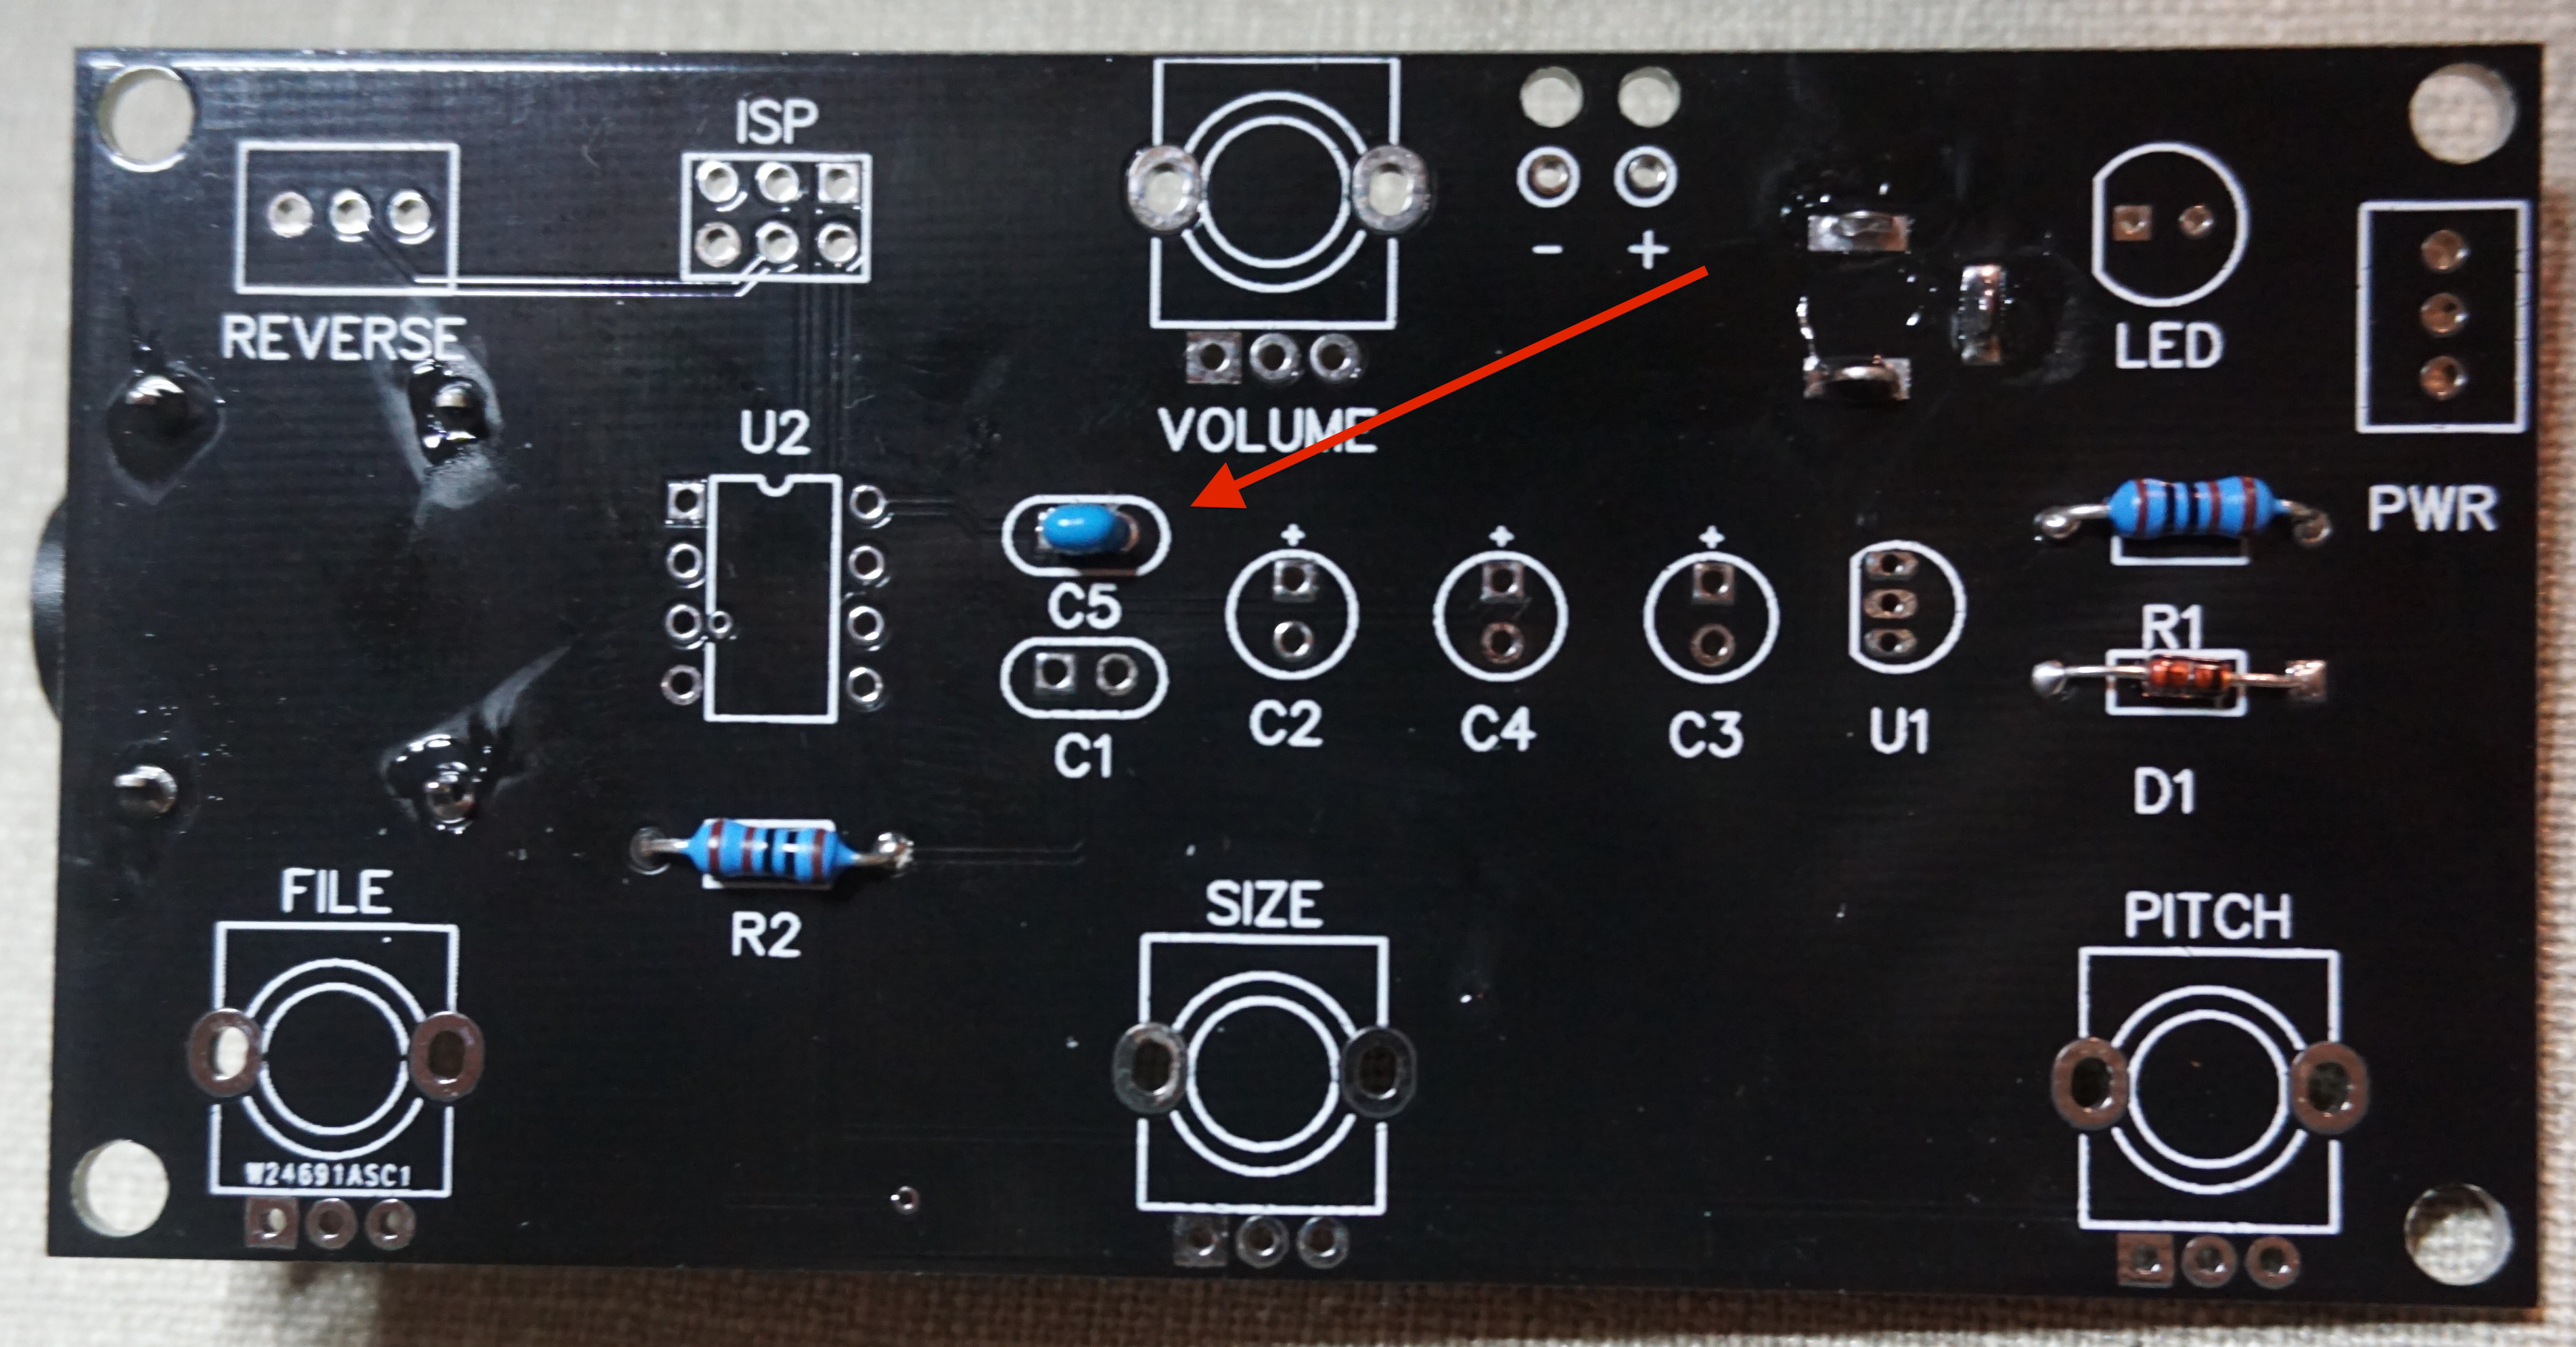 ISP
- +
REVERSE
LED
VOLUME
U2
PWR
+ + +
C5
R1
C2
C4
C3
U1
C1
D1
FILE
SIZE
PITCH
R2
W24691ASC1